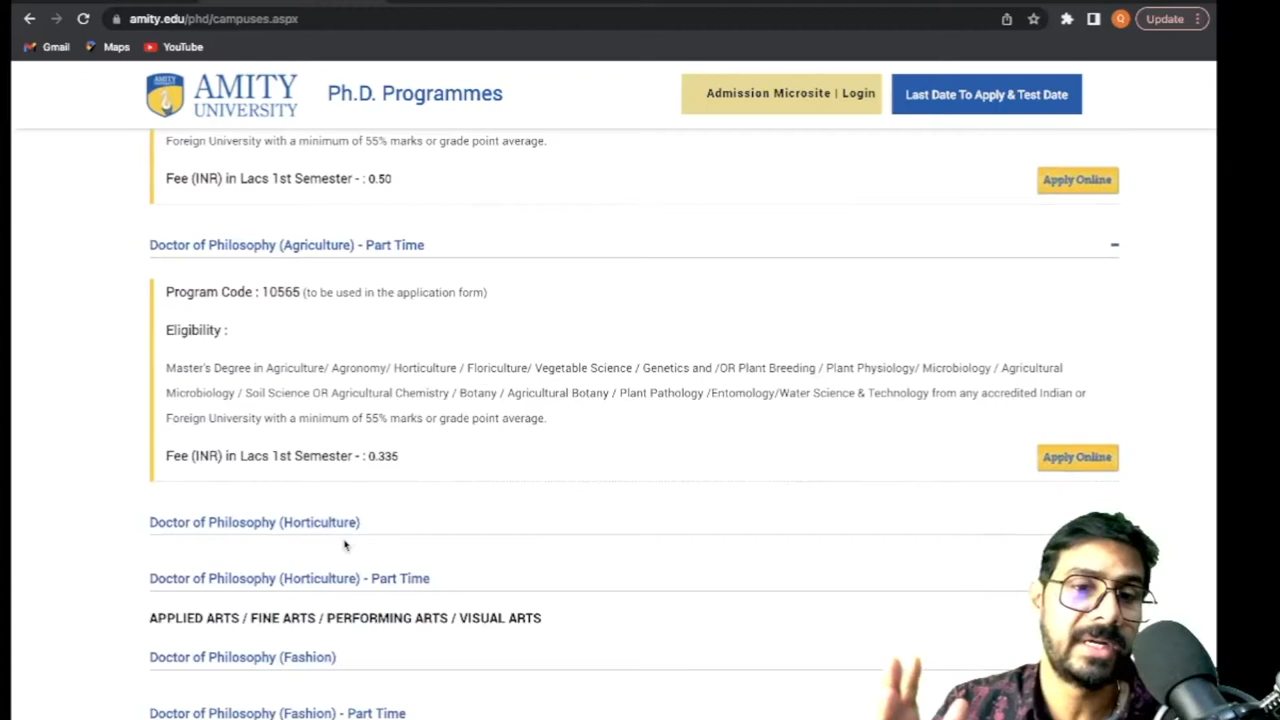 amity.edu/phd/campuses.aspx
Q
Update
Gmail
Maps
YouTube
AMITY
AMITY
UNIVERSITY
Ph.D. Programmes
Admission Microsite | Login
Last Date To Apply & Test Date
Foreign University with a minimum of 55% marks or grade point average.
Fee (INR) in Lacs 1st Semester - : 0.50
Apply Online
Doctor of Philosophy (Agriculture) - Part Time
Program Code : 10565 (to be used in the application form)
Eligibility :
Master's Degree in Agriculture/ Agronomy/ Horticulture / Floriculture/ Vegetable Science / Genetics and /OR Plant Breeding / Plant Physiology/ Microbiology / Agricultural
Microbiology / Soil Science OR Agricultural Chemistry / Botany / Agricultural Botany / Plant Pathology /Entomology/Water Science & Technology from any accredited Indian or
Foreign University with a minimum of 55% marks or grade point average.
Fee (INR) in Lacs 1st Semester - : 0.335
Apply Online
Doctor of Philosophy (Horticulture)
Doctor of Philosophy (Horticulture) - Part Time
APPLIED ARTS / FINE ARTS / PERFORMING ARTS / VISUAL ARTS
Doctor of Philosophy (Fashion)
Doctor of Philosophy (Fashion) - Part Time